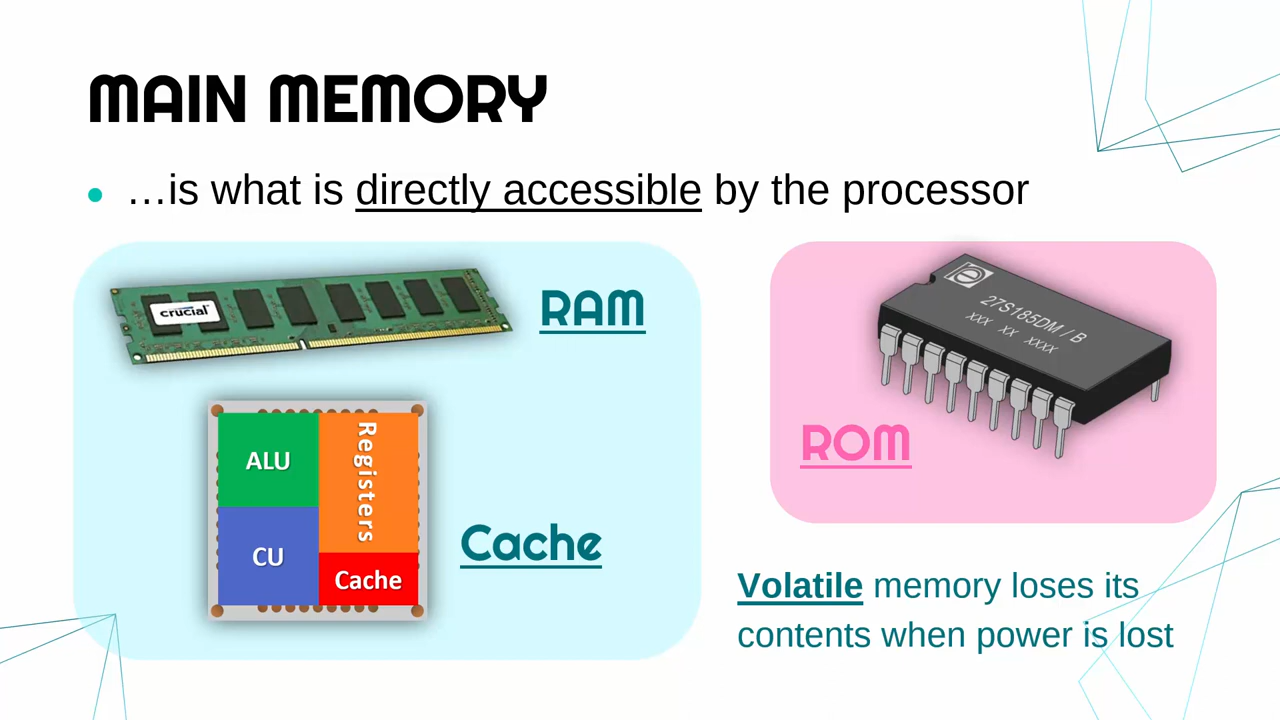 MAIN MEMORY
…is what is directly accessible by the processor
crucial
RAM
27S185DM / B
XXX XX XXXX
ROM
ALU
Registers
CU
Cache
Cache
Volatile memory loses its
contents when power is lost